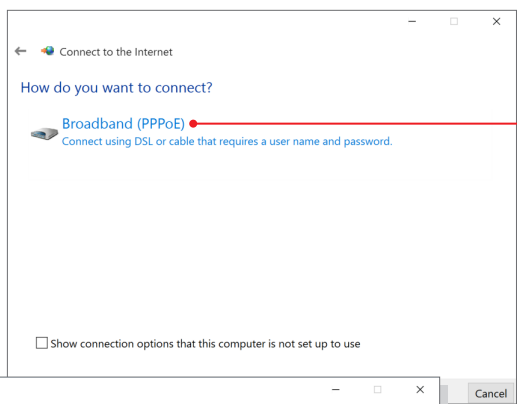 Connect to the Internet
How do you want to connect?
Broadband (PPPoE)
Connect using DSL or cable that requires a user name and password.
Show connection options that this computer is not set up to use
Cancel